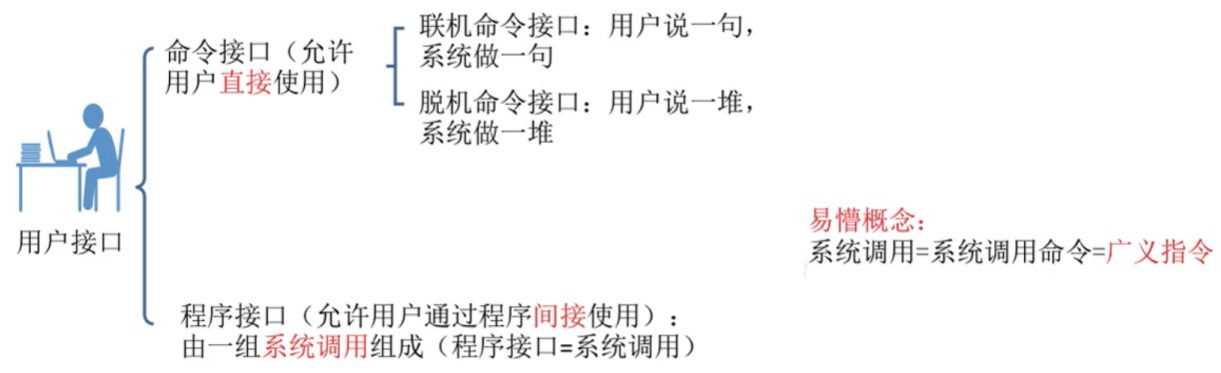 命令接口（允许
用户直接使用）
联机命令接口：用户说一句，
系统做一句
脱机命令接口：用户说一堆，
系统做一堆
用户接口
易懵概念：
系统调用=系统调用命令=广义指令
程序接口（允许用户通过程序间接使用）：
由一组系统调用组成（程序接口=系统调用）